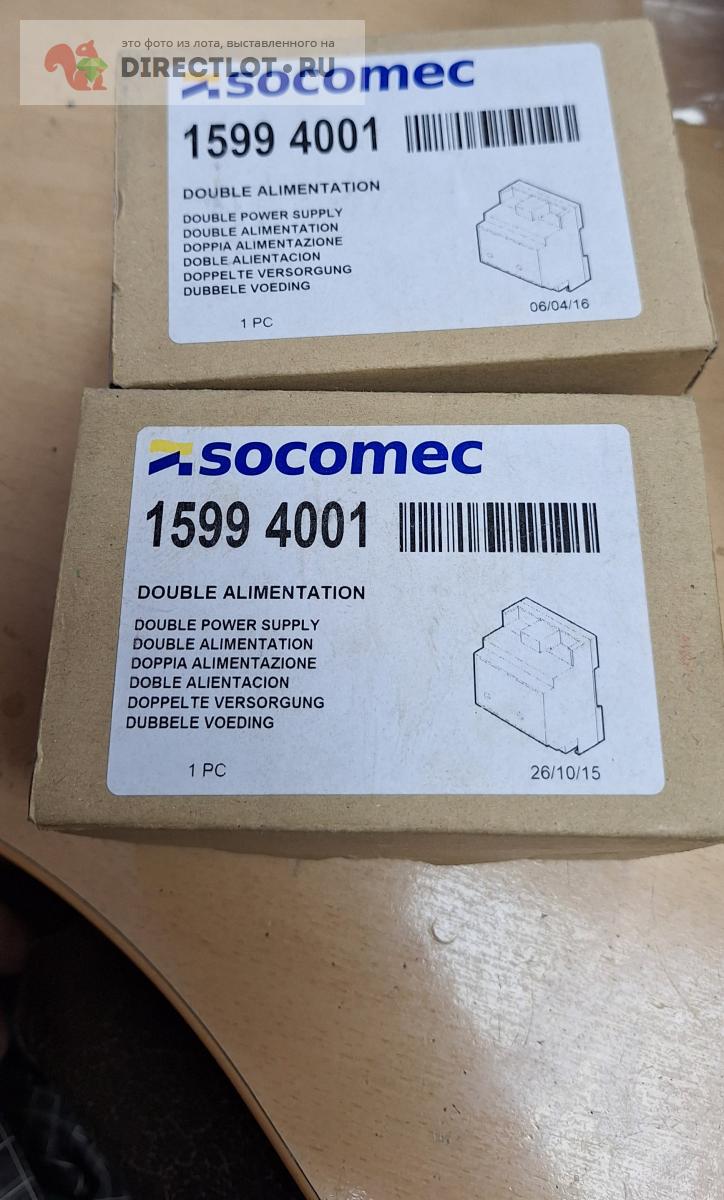 это фото из лота, выставленного на
DIRECTLOT.RU
socomec
1599 4001
DOUBLE ALIMENTATION
DOUBLE POWER SUPPLY
DOUBLE ALIMENTATION
DOPPIA ALIMENTAZIONE
DOBLE ALIENTACION
DOPPELTE VERSORGUNG
DUBBELE VOEDING
1 PC
06/04/16
socomec
1599 4001
DOUBLE ALIMENTATION
DOUBLE POWER SUPPLY
DOUBLE ALIMENTATION
DOPPIA ALIMENTAZIONE
DOBLE ALIENTACION
DOPPELTE VERSORGUNG
DUBBELE VOEDING
1 PC
26/10/15